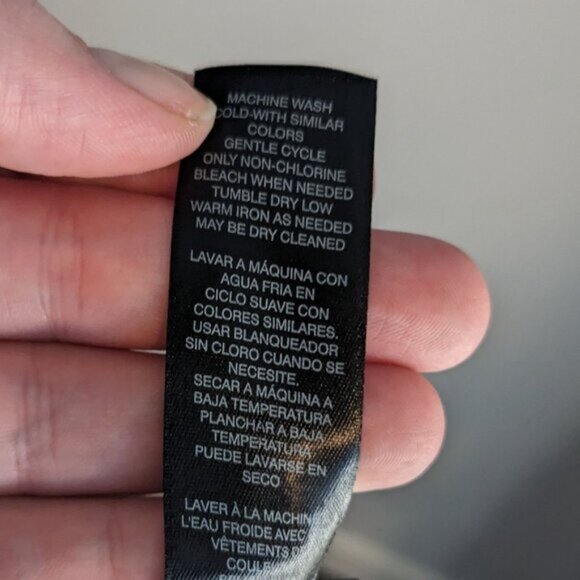 MACHINE WASH
COLD-WITH SIMILAR
COLORS
GENTLE CYCLE
ONLY NON-CHLORINE
BLEACH WHEN NEEDED
TUMBLE DRY LOW
WARM IRON AS NEEDED
MAY BE DRY CLEANED
LAVAR A MÁQUINA CON
AGUA FRIA EN
CICLO SUAVE CON
COLORES SIMILARES.
USAR BLANQUEADOR
SIN CLORO CUANDO SE
NECESITE.
SECAR A MÁQUINA A
BAJA TEMPERATURA
PLANCHAR A BAJA
TEMPERATURA
PUEDE LAVARSE EN
SECO
LAVER À LA
L'EAU FROIDE
VÊTEMENTS